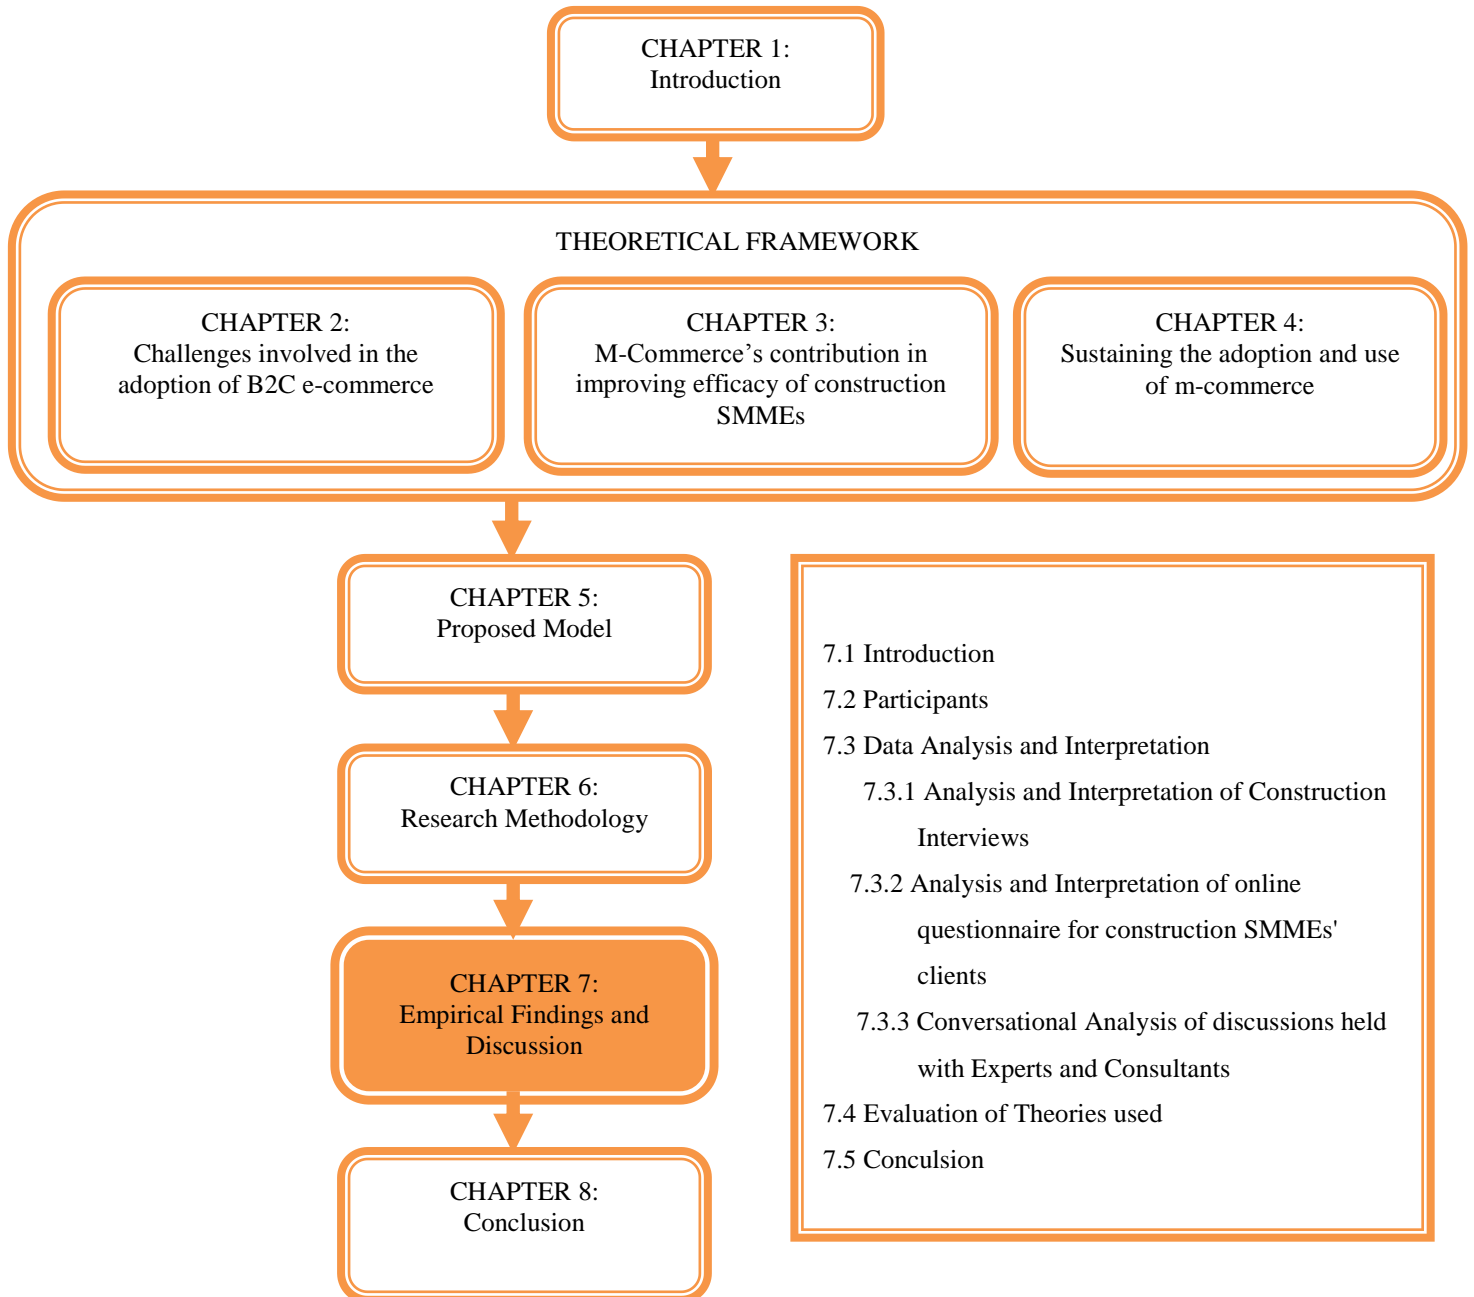 CHAPTER 1:
Introduction
THEORETICAL FRAMEWORK
CHAPTER 2:
Challenges involved in the
adoption of B2C e-commerce
CHAPTER 3:
M-Commerce’s contribution in
improving efficacy of construction
SMMEs
CHAPTER 4:
Sustaining the adoption and use
of m-commerce
CHAPTER 5:
Proposed Model
CHAPTER 6:
Research Methodology
CHAPTER 7:
Empirical Findings and
Discussion
CHAPTER 8:
Conclusion
7.1 Introduction
7.2 Participants
7.3 Data Analysis and Interpretation
7.3.1 Analysis and Interpretation of Construction
Interviews
7.3.2 Analysis and Interpretation of online
questionnaire for construction SMMEs'
clients
7.3.3 Conversational Analysis of discussions held
with Experts and Consultants
7.4 Evaluation of Theories used
7.5 Conculsion